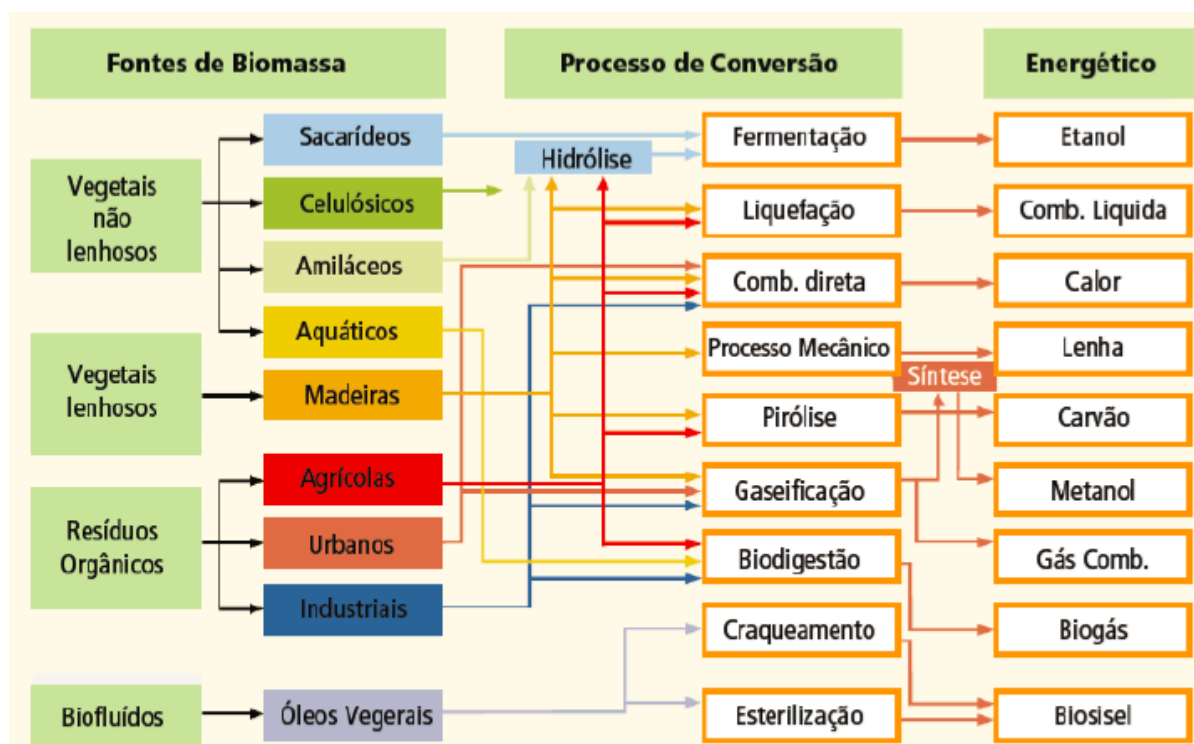 Fontes de Biomassa
Processo de Conversão
Energético
Vegetais
não
lenhosos
Vegetais
lenhosos
Resíduos
Orgânicos
Biofluídos
Sacarídeos
Celulósicos
Amiláceos
Aquáticos
Madeiras
Agrícolas
Urbanos
Industriais
Óleos Vegerais
Hidrólise
Fermentação
Liquefação
Comb. direta
Processo Mecânico
Pirólise
Gaseificação
Biodigestão
Craqueamento
Esterilização
Síntese
Etanol
Comb. Liquida
Calor
Lenha
Carvão
Metanol
Gás Comb.
Biogás
Biosisel